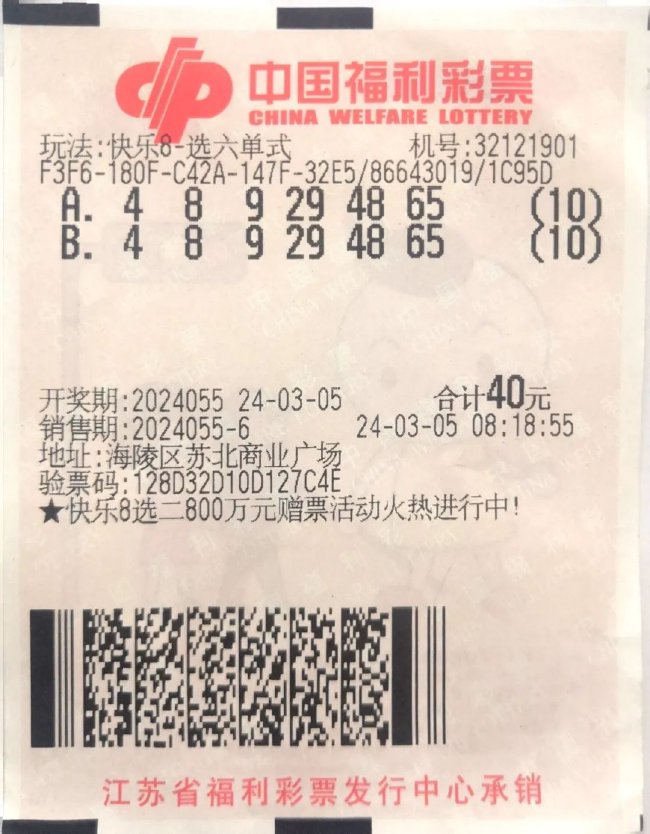 中国福利彩票
CHINA WELFARE LOTTERY
玩法:快乐8-选六单式 机号:32121901
F3F6-180F-C42A-147F-32E5/86643019/1C95D
A. 4 8 9 29 48 65 (10)
B. 4 8 9 29 48 65 (10)
开奖期:2024055 24-03-05 合计40元
销售期:2024055-6 24-03-05 08:18:55
地址:海陵区苏北商业广场
验票码:128D32D10D127C4E
★快乐8选二800万元赠票活动火热进行中!
江苏省福利彩票发行中心承销